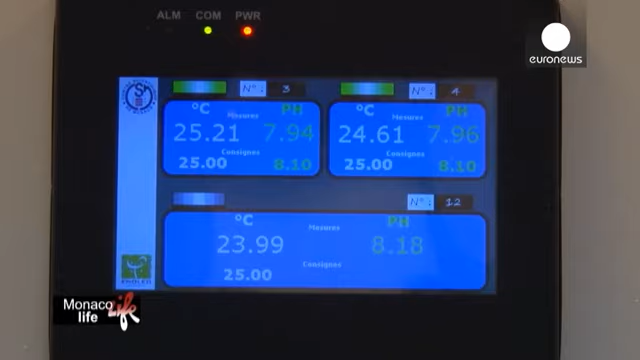 ALM COM PWR
euronews
N°: 3
N°: 4
°C Mesures PH
25.21 7.94
Consignes
25.00 8.10
°C Mesures PH
24.61 7.96
Consignes
25.00 8.10
N°: 12
°C Mesures PH
23.99 8.18
Consignes
25.00
Monaco
life Life